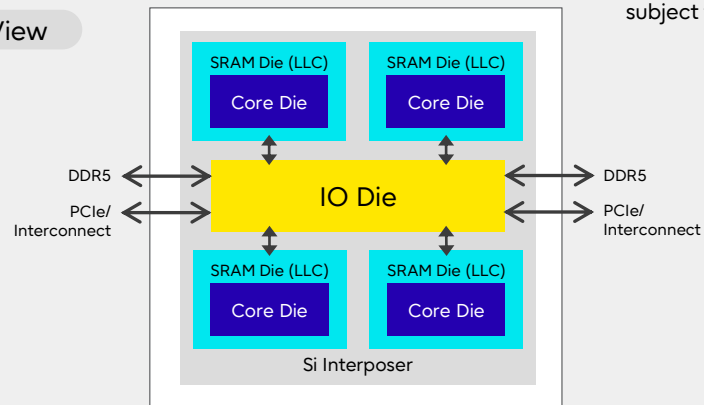 subject
View
SRAM Die (LLC)
SRAM Die (LLC)
Core Die
Core Die
DDR5
IO Die
DDR5
PCIe/
Interconnect
PCIe/
Interconnect
SRAM Die (LLC)
SRAM Die (LLC)
Core Die
Core Die
Si Interposer